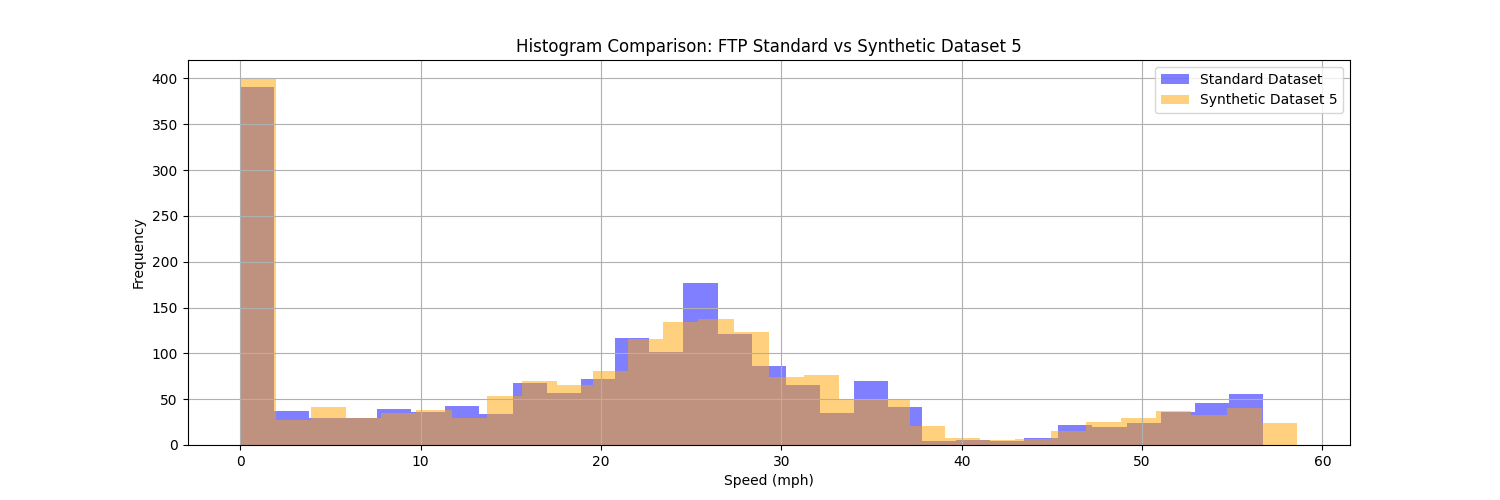 Histogram Comparison: FTP Standard vs Synthetic Dataset 5
Standard Dataset
Synthetic Dataset 5
Frequency
400
350
300
250
200
150
100
50
0
0 10 20 30 40 50 60
Speed (mph)